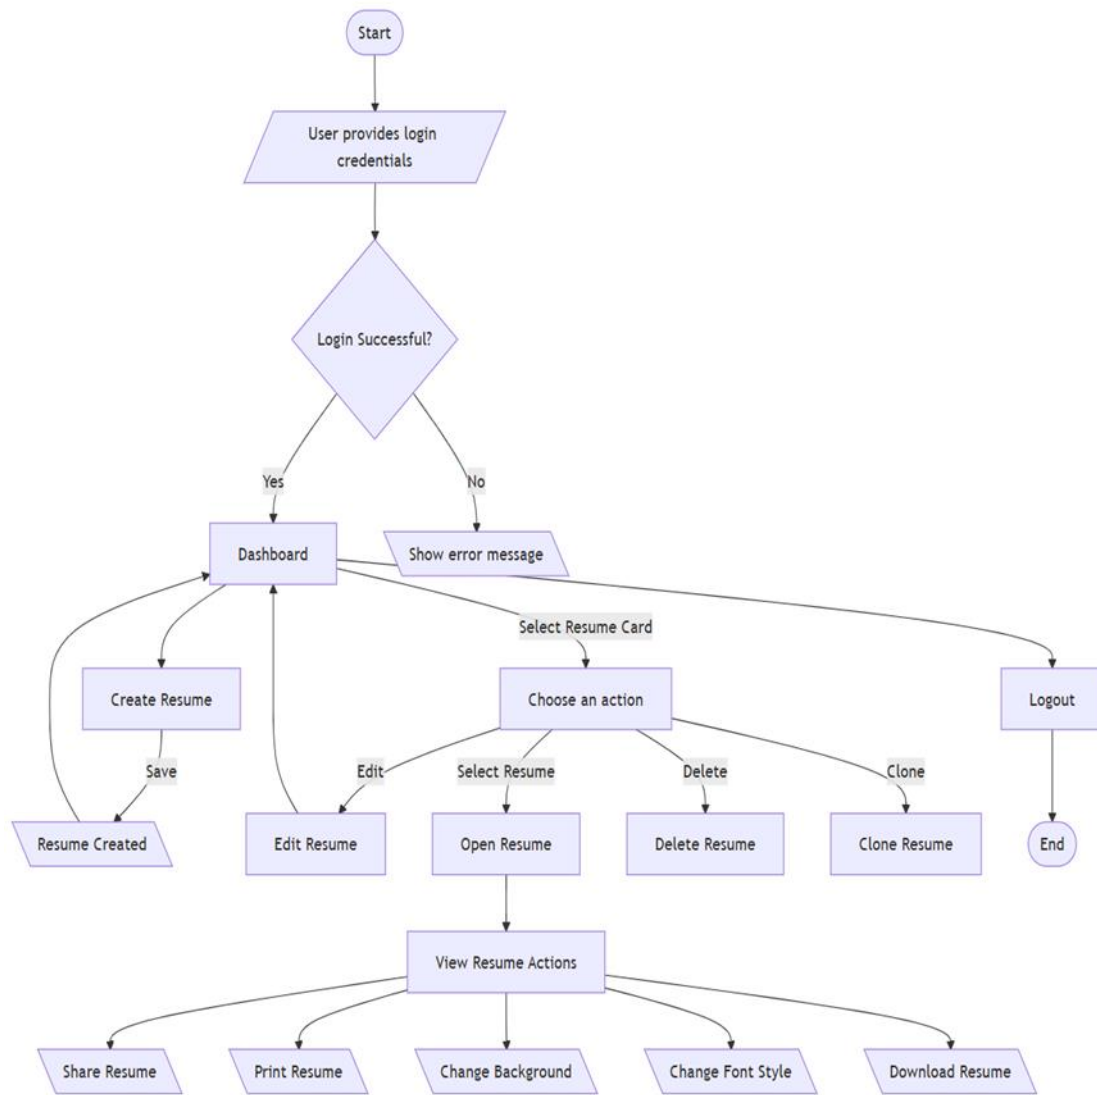 Start
User provides login
credentials
Login Successful?
Yes
No
Dashboard
Show error message
Select Resume Card
Create Resume
Choose an action
Logout
Save
Edit
Select Resume
Delete
Clone
Resume Created
Edit Resume
Open Resume
Delete Resume
Clone Resume
End
View Resume Actions
Share Resume
Print Resume
Change Background
Change Font Style
Download Resume